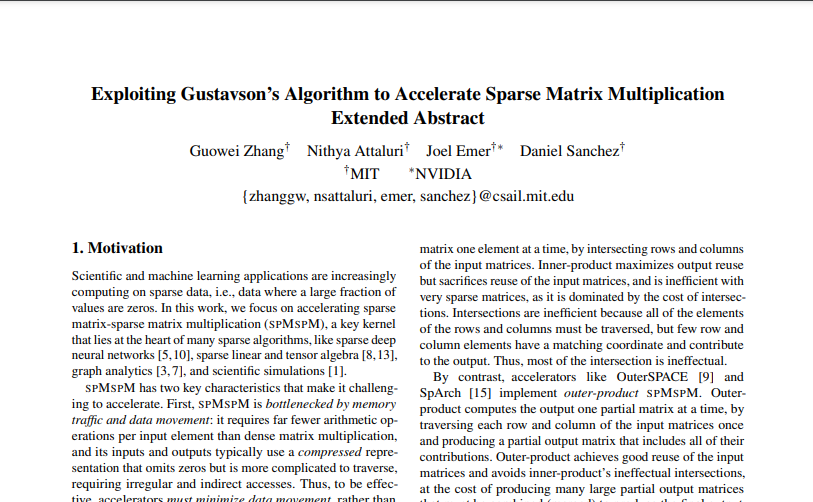 Exploiting Gustavson's Algorithm to Accelerate Sparse Matrix Multiplication
Extended Abstract
Guowei Zhang† Nithya Attaluri† Joel Emer†* Daniel Sanchez†
†MIT *NVIDIA
{zhanggw, nsattaluri, emer, sanchez}@csail.mit.edu
1. Motivation
Scientific and machine learning applications are increasingly
computing on sparse data, i.e., data where a large fraction of
values are zeros. In this work, we focus on accelerating sparse
matrix-sparse matrix multiplication (SPMSPM), a key kernel
that lies at the heart of many sparse algorithms, like sparse deep
neural networks [5,10], sparse linear and tensor algebra [8,13],
graph analytics [3,7], and scientific simulations [1].
SPMSPM has two key characteristics that make it challeng-
ing to accelerate. First, SPMSPM is bottlenecked by memory
traffic and data movement: it requires far fewer arithmetic op-
erations per input element than dense matrix multiplication,
and its inputs and outputs typically use a compressed repre-
sentation that omits zeros but is more complicated to traverse,
requiring irregular and indirect accesses. Thus, to be effec-
tive, accelerators must minimize data movement, rather than
matrix one element at a time, by intersecting rows and columns
of the input matrices. Inner-product maximizes output reuse
but sacrifices reuse of the input matrices, and is inefficient with
very sparse matrices, as it is dominated by the cost of intersec-
tions. Intersections are inefficient because all of the elements
of the rows and columns must be traversed, but few row and
column elements have a matching coordinate and contribute
to the output. Thus, most of the intersection is ineffectual.
By contrast, accelerators like OuterSPACE [9] and
SpArch [15] implement outer-product SPMSPM. Outer-
product computes the output one partial matrix at a time, by
traversing each row and column of the input matrices once
and producing a partial output matrix that includes all of their
contributions. Outer-product achieves good reuse of the input
matrices and avoids inner-product's ineffectual intersections,
at the cost of producing many large partial output matrices